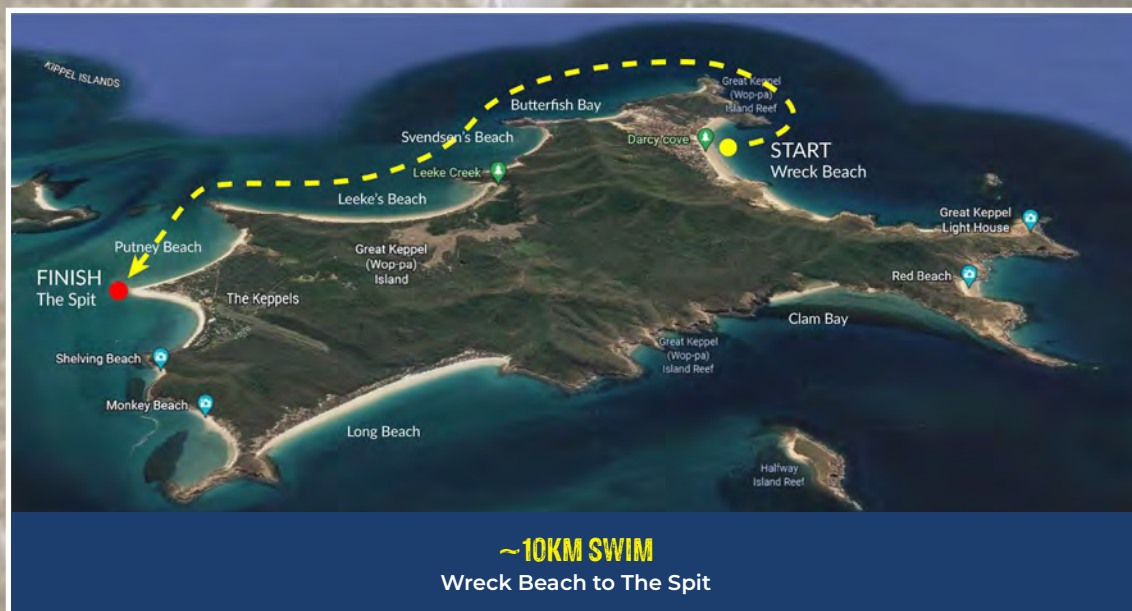 KIPPEL ISLANDS
Great Keppel
(Wop-pa)
Island Reef
Butterfish Bay
Svendsen's Beach
Darcy cove
START
Wreck Beach
Leeke Creek
Leeke's Beach
Great Keppel
Light House
Putney Beach
Great Keppel
(Wop-pa)
Island
FINISH
The Spit
The Keppels
Red Beach
Clam Bay
Shelving Beach
Great Keppel
(Wop-pa)
Island Reef
Monkey Beach
Long Beach
Halfway
Island Reef
~10KM SWIM
Wreck Beach to The Spit